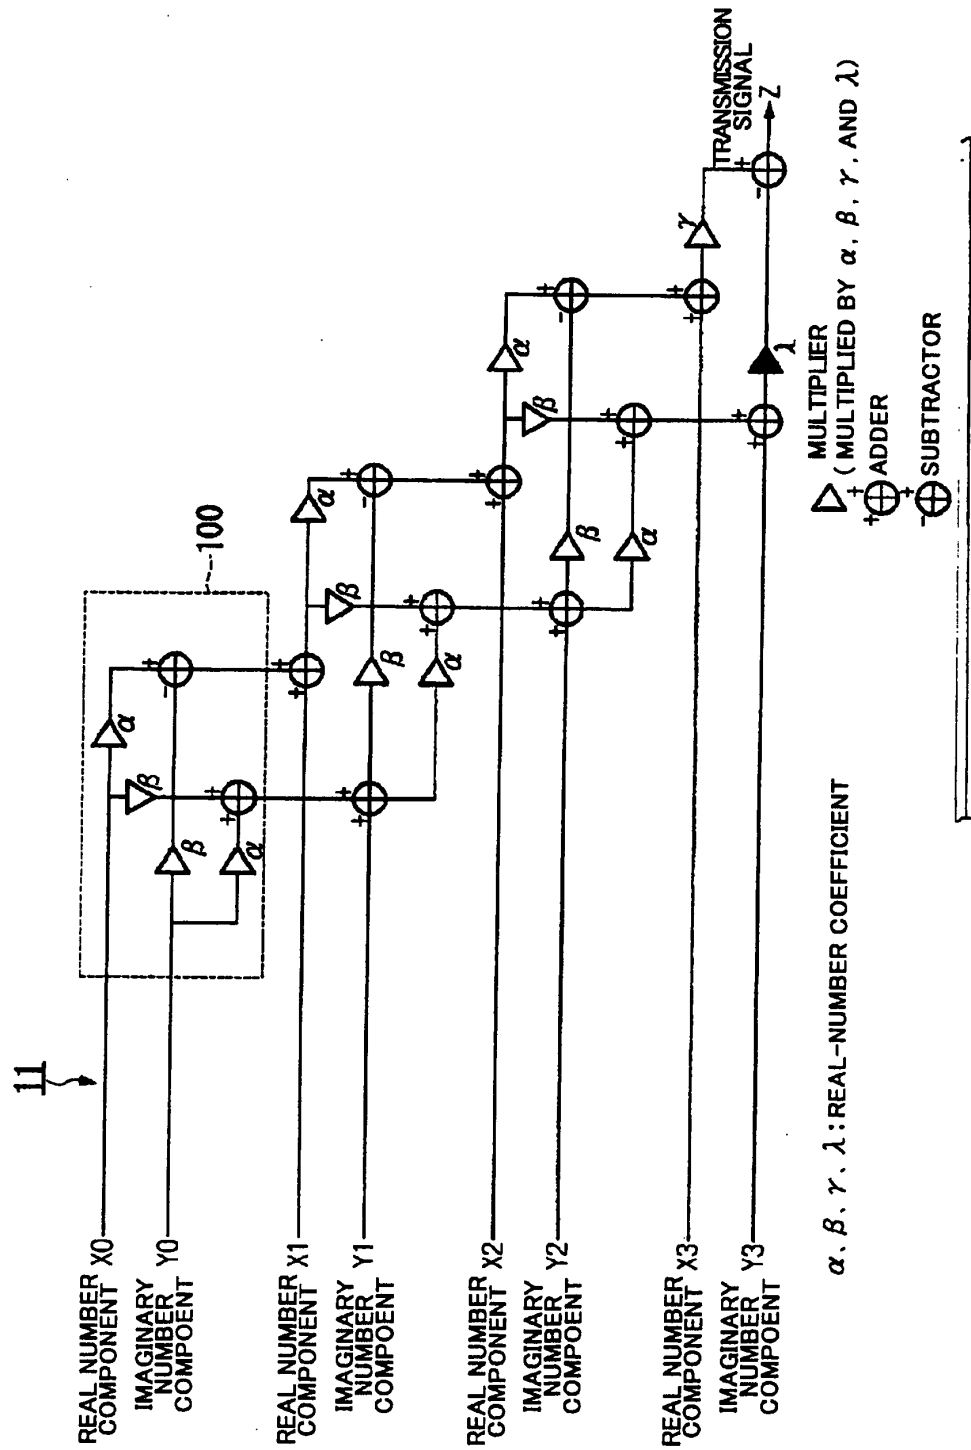 11
100
REAL NUMBER
COMPONENT X0
IMAGINARY
NUMBER
COMPOENT Y0
REAL NUMBER
COMPONENT X1
IMAGINARY
NUMBER
COMPOENT Y1
REAL NUMBER
COMPONENT X2
IMAGINARY
NUMBER
COMPOENT Y2
REAL NUMBER
COMPONENT X3
IMAGINARY
NUMBER
COMPOENT Y3
β
α
β
α
+
-
+
+
+
+
+
+
β
α
β
α
+
-
+
+
+
+
+
+
β
α
β
α
+
-
+
+
+
+
+
+
γ
λ
+
-
TRANSMISSION
SIGNAL
Z
MULTIPLIER
(MULTIPLIED BY α, β, γ, AND λ)
+
+
ADDER
+
-
SUBTRACTOR
α、β、γ、λ:REAL-NUMBER COEFFICIENT